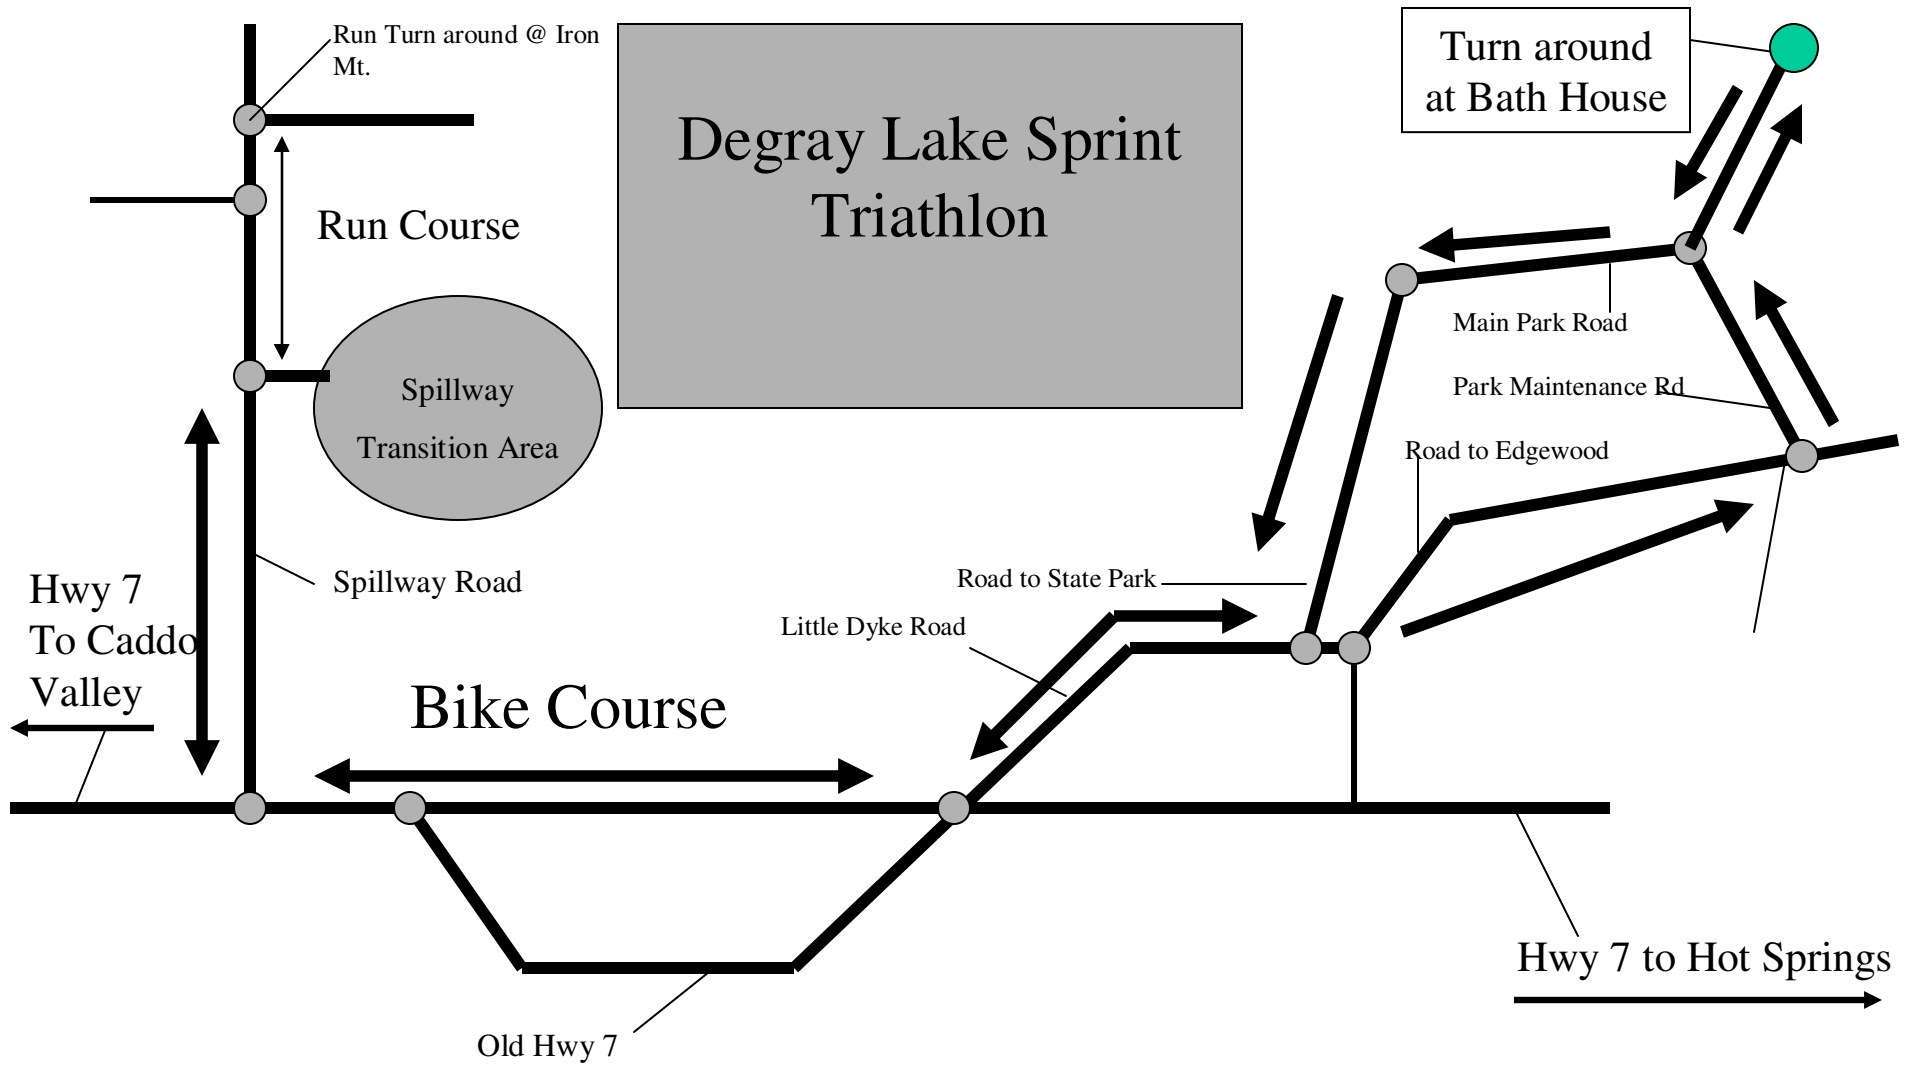 Run Turn around @ Iron
Mt.
Degray Lake Sprint
Triathlon
Turn around
at Bath House
Run Course
Main Park Road
Spillway
Transition Area
Park Maintenance Rd
Road to Edgewood
Hwy 7
To Caddo
Valley
Spillway Road
Road to State Park
Little Dyke Road
Bike Course
Hwy 7 to Hot Springs
Old Hwy 7